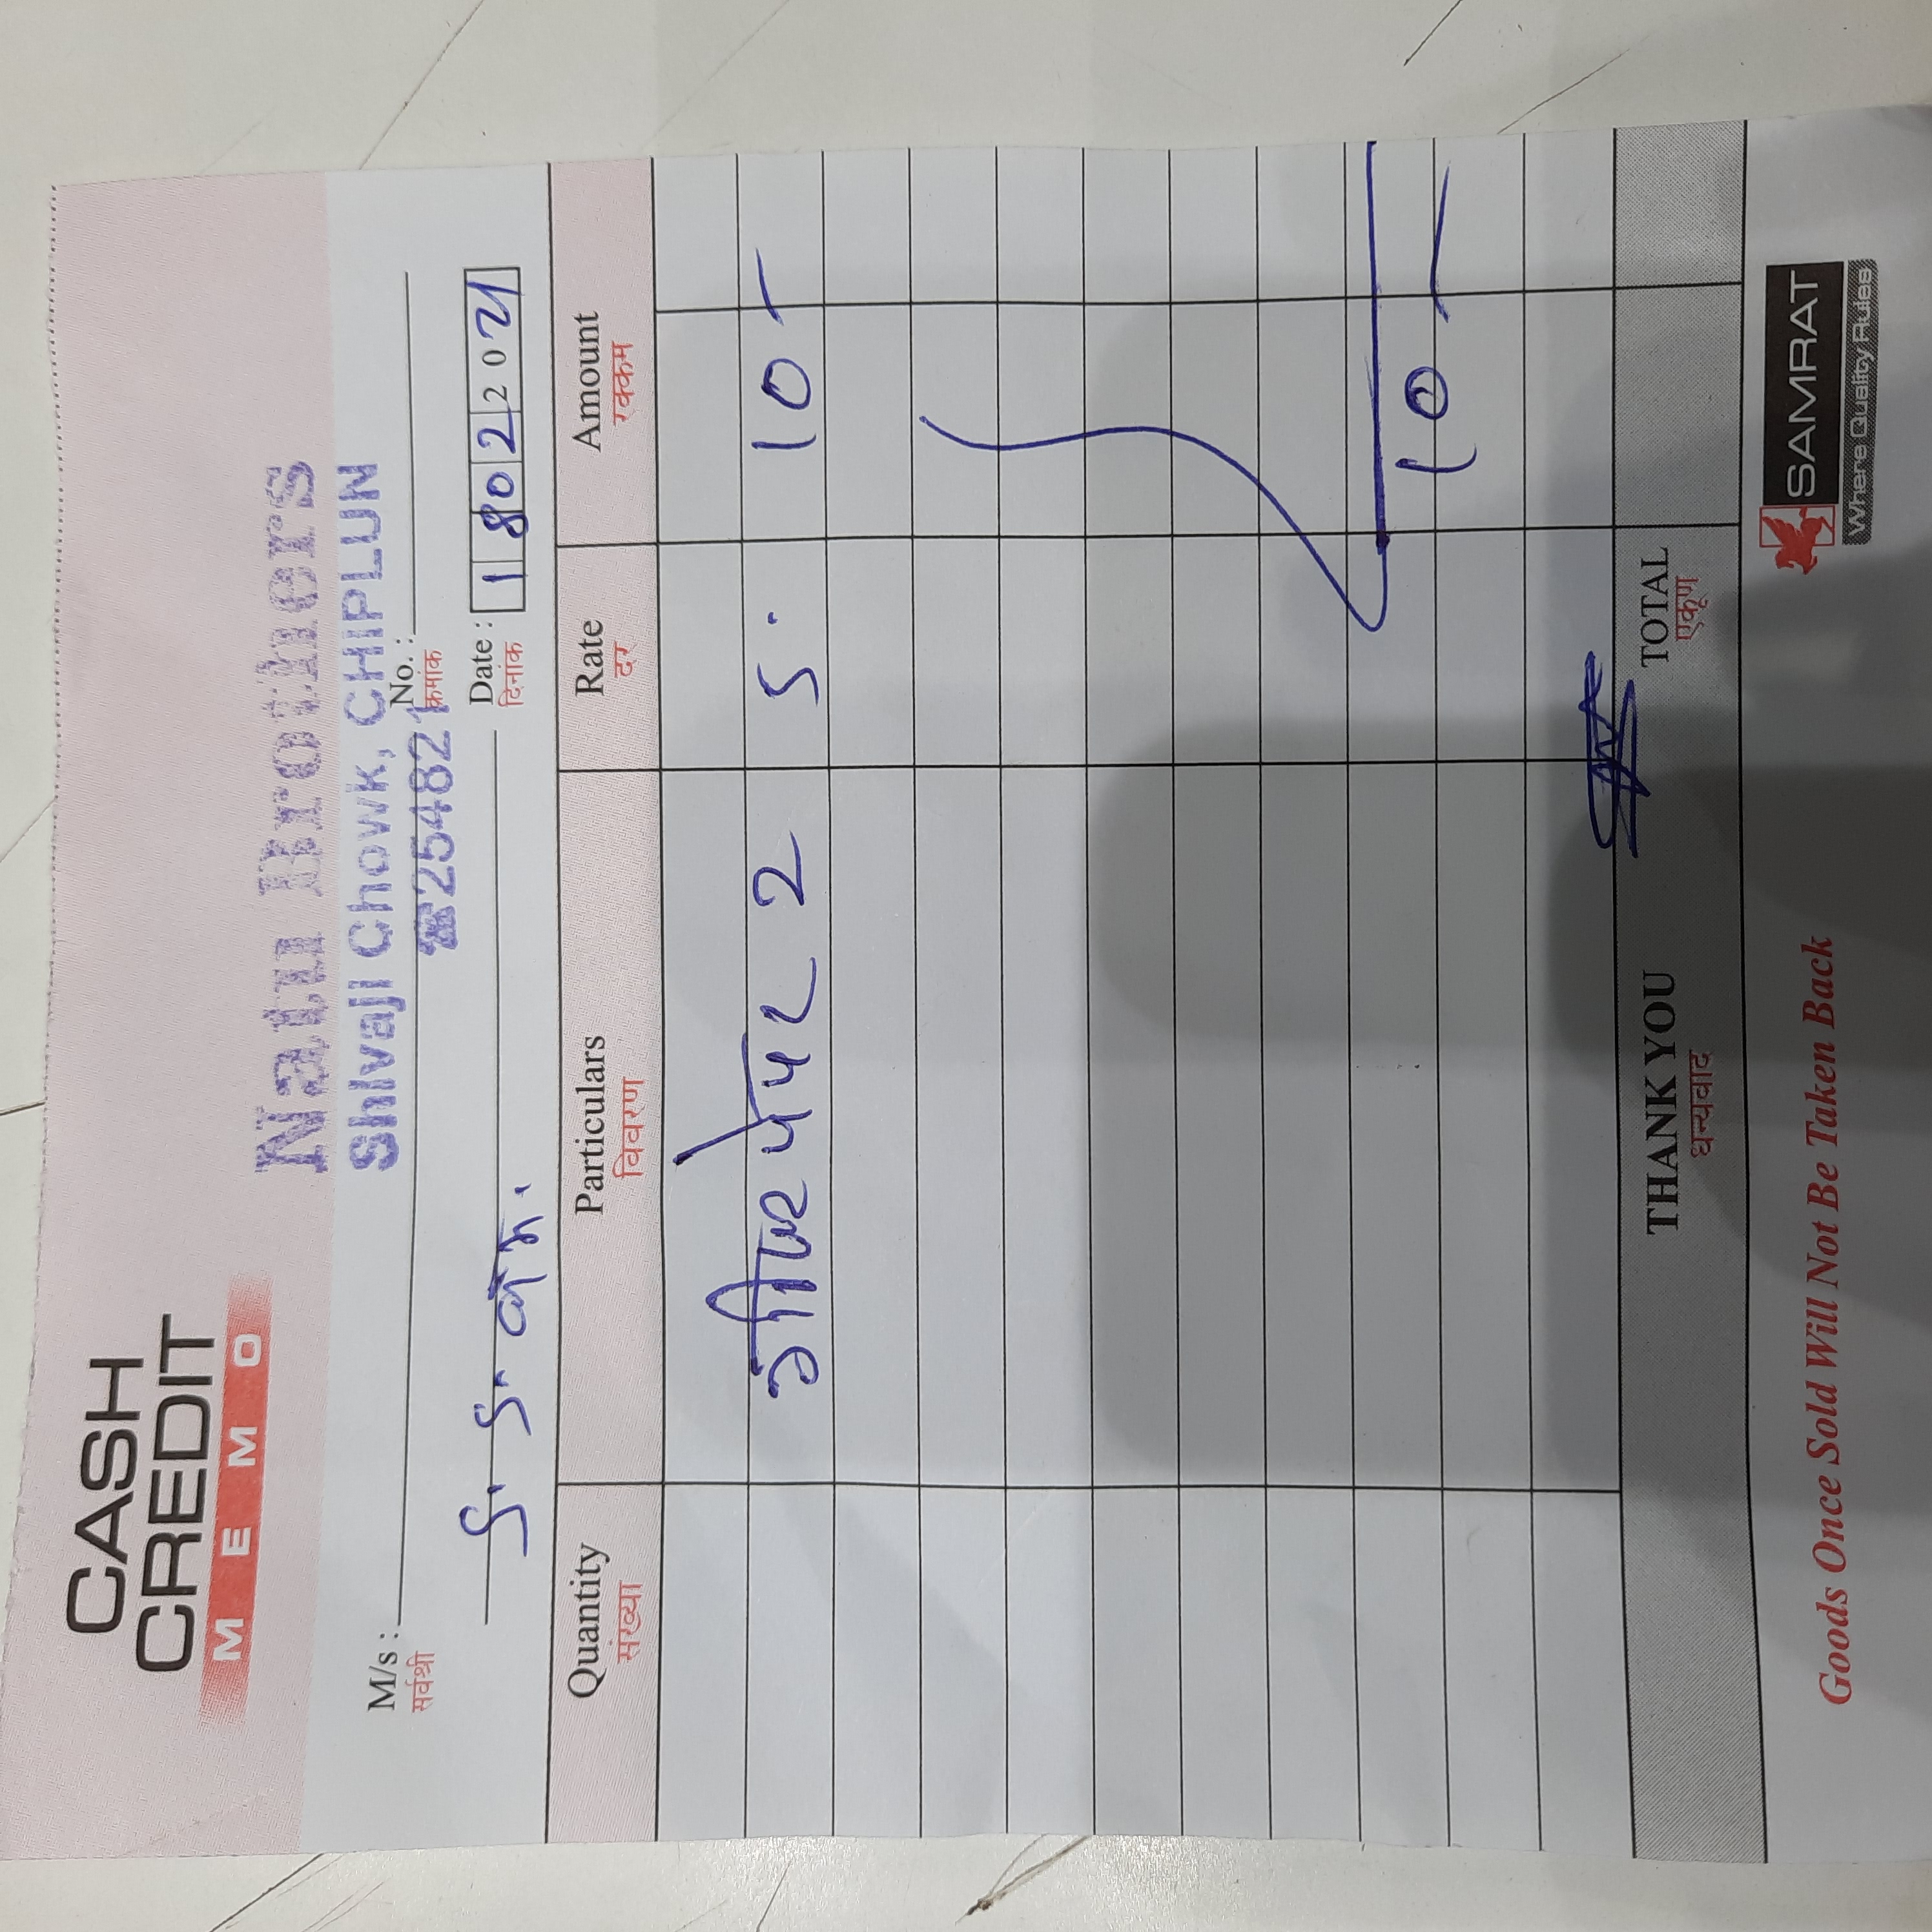 CASH
CREDIT
MEMO
Natu Brothers
Shivaji Chowk, CHIPLUN
☎254821
M/s :
सर्वश्री
No. :
क्रमांक
Date : 18022021
दिनांक
Quantity Particulars Rate Amount
संख्या विवरण दर रक्कम
गीफ्ट पेपर 2 5. 10 –
10 –
THANK YOU TOTAL
धन्यवाद एकूण
Goods Once Sold Will Not Be Taken Back
SAMRAT
Where Quality Rules